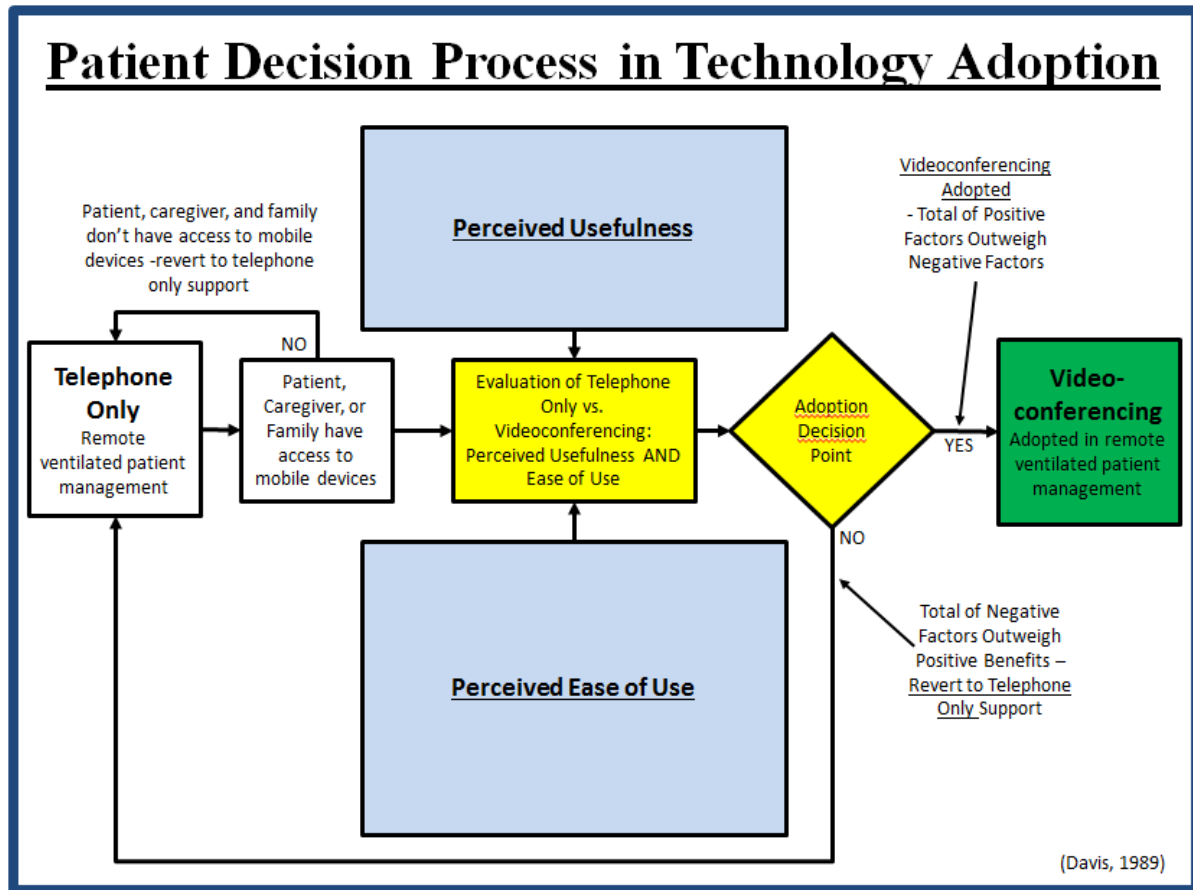 Patient Decision Process in Technology Adoption
Patient, caregiver, and family
don't have access to mobile
devices -revert to telephone
only support
Perceived Usefulness
Videoconferencing
Adopted
- Total of Positive
Factors Outweigh
Negative Factors
NO
Telephone
Only
Remote
ventilated patient
management
Patient,
Caregiver, or
Family have
access to
mobile devices
Evaluation of Telephone
Only vs.
Videoconferencing:
Perceived Usefulness AND
Ease of Use
Adoption
Decision
Point
YES
Video-
conferencing
Adopted in remote
ventilated patient
management
NO
Perceived Ease of Use
Total of Negative
Factors Outweigh
Positive Benefits –
Revert to Telephone
Only Support
(Davis, 1989)